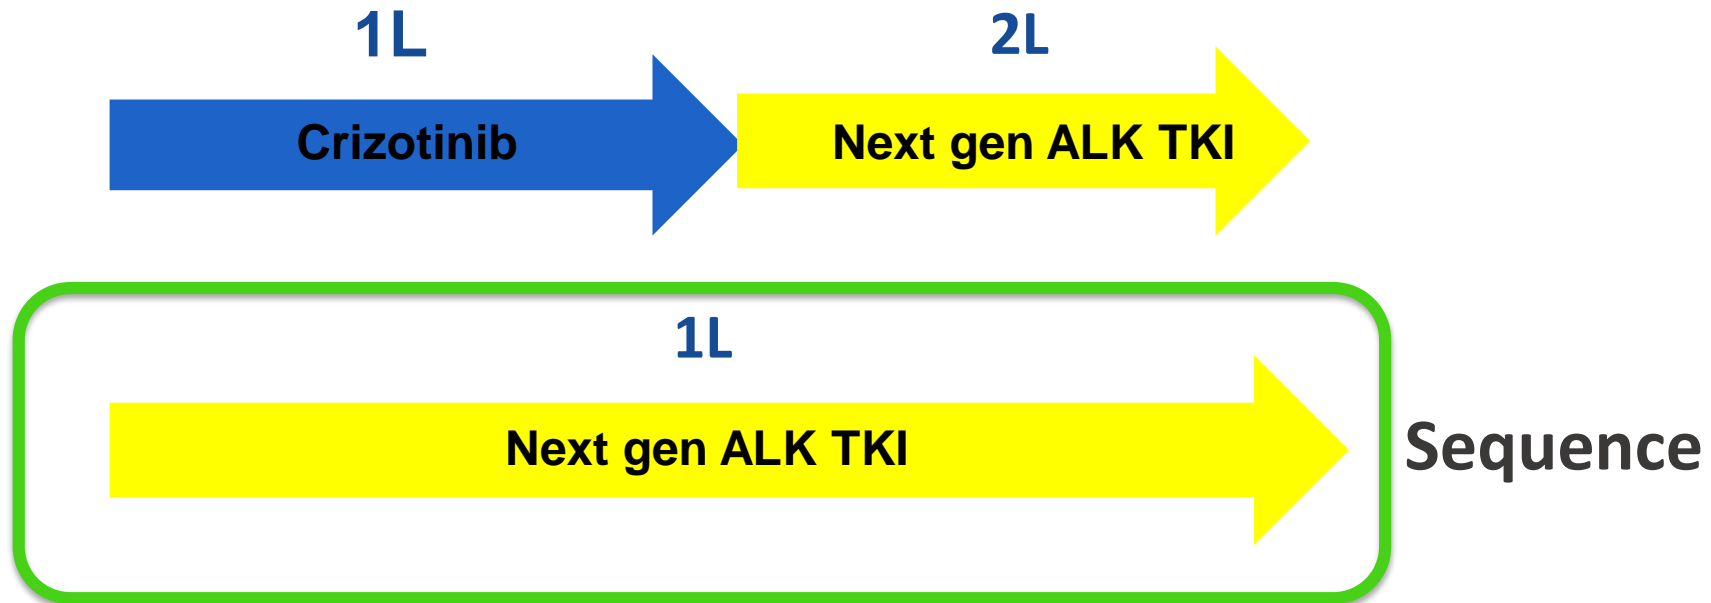 1L
2L
Crizotinib
Next gen ALK TKI
1L
Next gen ALK TKI
Sequence